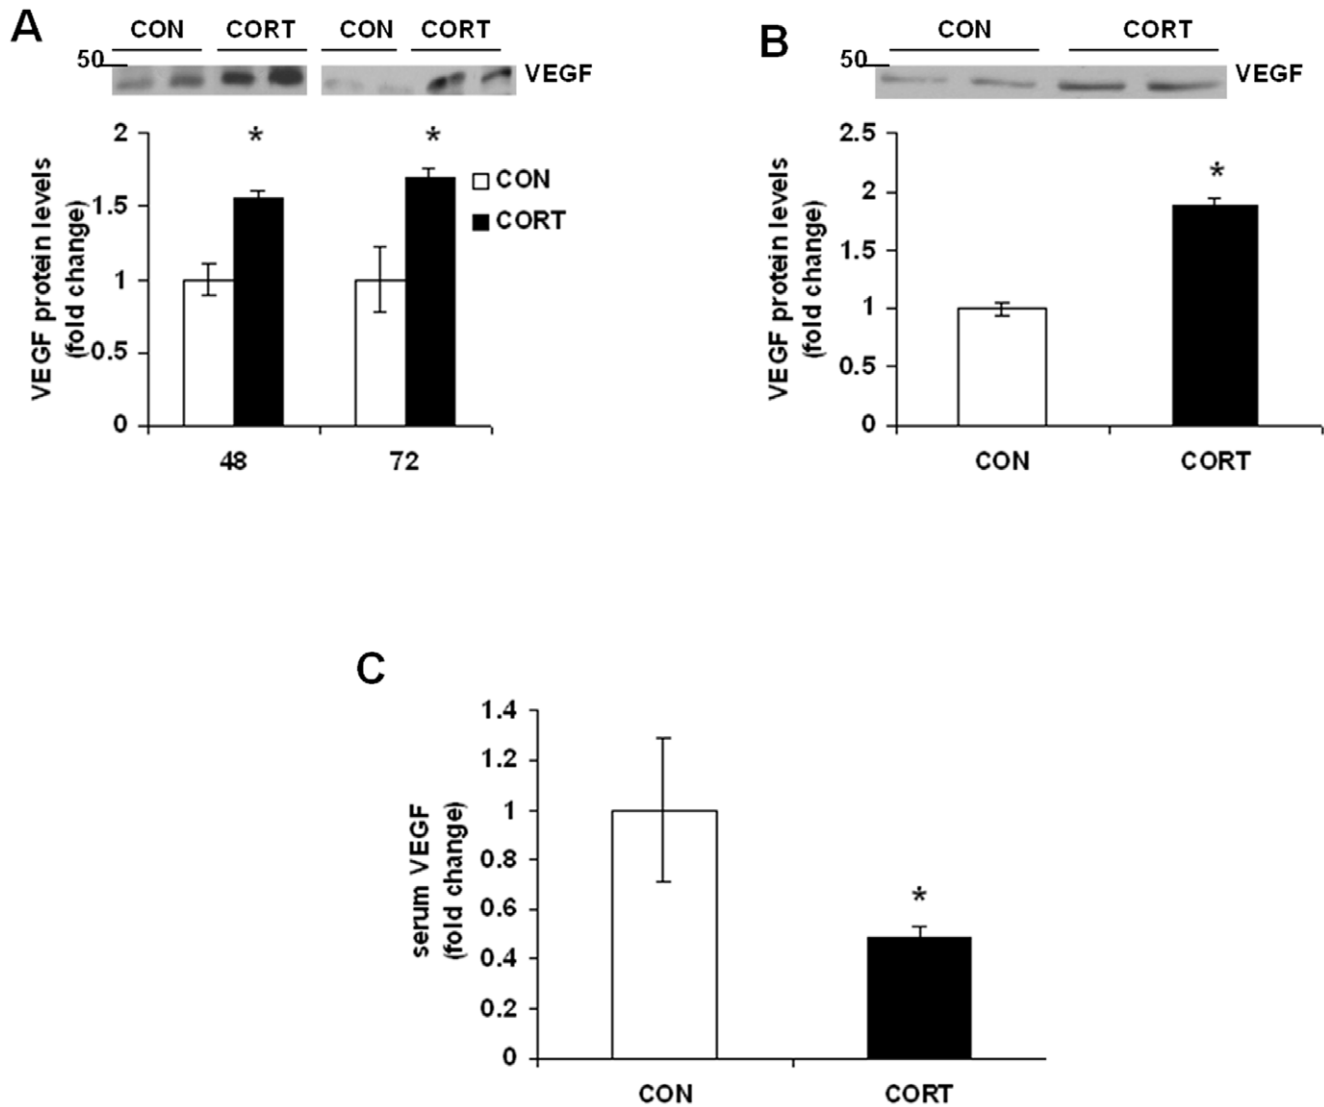 A
CON CORT CON CORT
50
VEGF
2
1.5
1
0.5
0
VEGF protein levels
(fold change)
* *
CON
CORT
48 72
B
CON CORT
50
VEGF
2.5
2
1.5
1
0.5
0
VEGF protein levels
(fold change)
*
CON CORT
C
1.4
1.2
1
0.8
0.6
0.4
0.2
0
serum VEGF
(fold change)
*
CON CORT